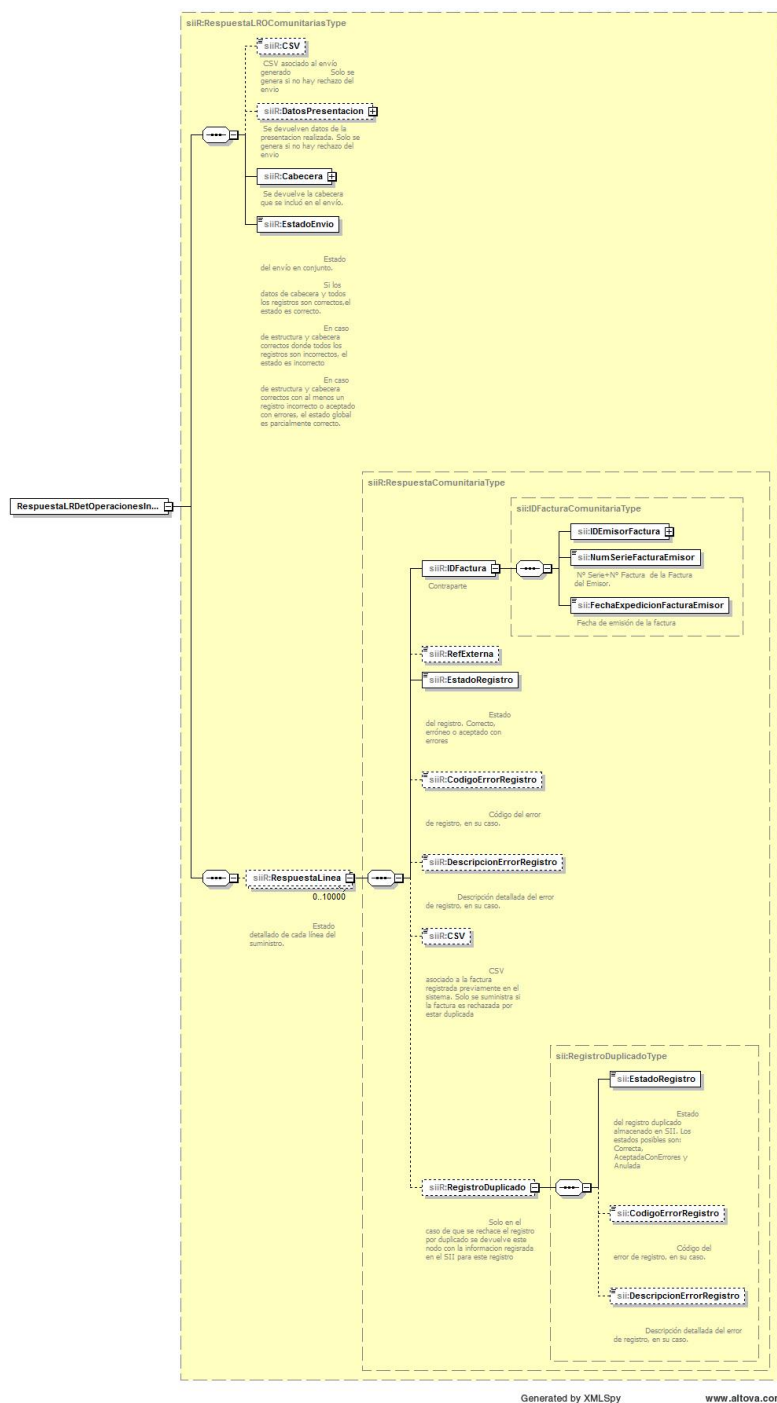 siiR:RespuestaLROComunitariasType
siiR:CSV
CSV asociado al envío
generado Solo se
genera si no hay rechazo del
envio
siiR:DatosPresentacion
Se devuelven datos de la
presentacion realizada. Solo se
genera si no hay rechazo del
envio
siiR:Cabecera
Se devuelve la cabecera
que se incluó en el envío.
siiR:EstadoEnvio
Estado
del envío en conjunto.
Si los
datos de cabecera y todos
los registros son correctos,el
estado es correcto.
En caso
de estructura y cabecera
correctos donde todos los
registros son incorrectos, el
estado es incorrecto
En caso
de estructura y cabecera
correctos con al menos un
registro incorrecto o aceptado
con errores, el estado global
es parcialmente correcto.
RespuestaLRDetOperacionesIn...
siiR:RespuestaComunitariaType
sii:IDFacturaComunitariaType
sii:IDEmisorFactura
sii:NumSerieFacturaEmisor
Nº Serie+Nº Factura de la Factura
del Emisor.
sii:FechaExpedicionFacturaEmisor
Fecha de emisión de la factura
siiR:IDFactura
Contraparte
siiR:RefExterna
siiR:EstadoRegistro
Estado
del registro. Correcto,
erróneo o aceptado con
errores
siiR:CodigoErrorRegistro
Código del error
de registro, en su caso.
siiR:DescripcionErrorRegistro
Descripción detallada del error
de registro, en su caso.
siiR:RespuestaLinea
0..10000
Estado
detallado de cada línea del
suministro.
siiR:CSV
CSV
asociado a la factura
registrada previamente en el
sistema. Solo se suministra si
la factura es rechazada por
estar duplicada
sii:RegistroDuplicadoType
sii:EstadoRegistro
Estado
del registro duplicado
almacenado en SII. Los
estados posibles son:
Correcta,
AceptadaConErrores y
Anulada
siiR:RegistroDuplicado
Solo en el
caso de que se rechace el registro
por duplicado se devuelve este
nodo con la informacion regisrada
en el SII para este registro
sii:CodigoErrorRegistro
Código del
error de registro, en su caso.
sii:DescripcionErrorRegistro
Descripción detallada del error
de registro, en su caso.
Generated by XMLSpy
www.altova.com